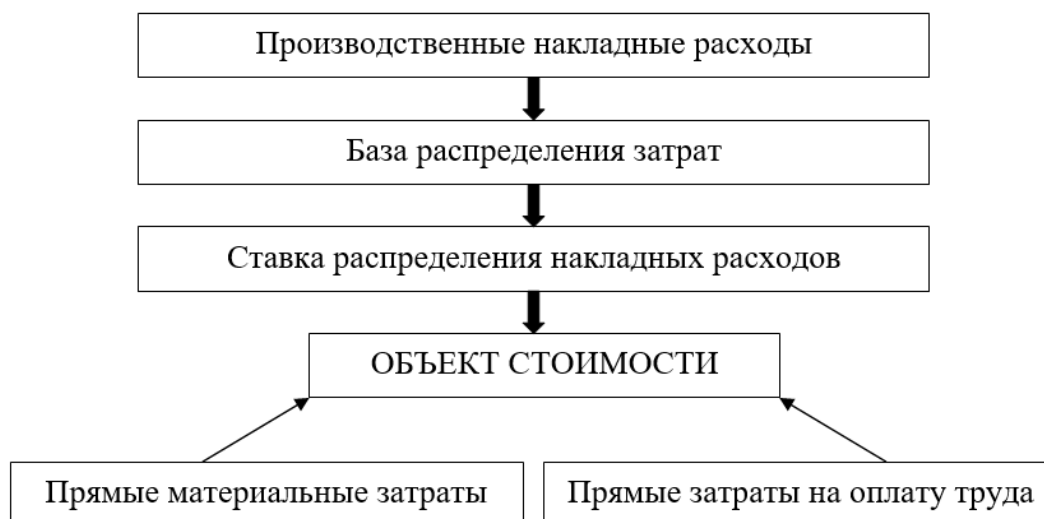 Производственные накладные расходы
База распределения затрат
Ставка распределения накладных расходов
ОБЪЕКТ СТОИМОСТИ
Прямые материальные затраты
Прямые затраты на оплату труда